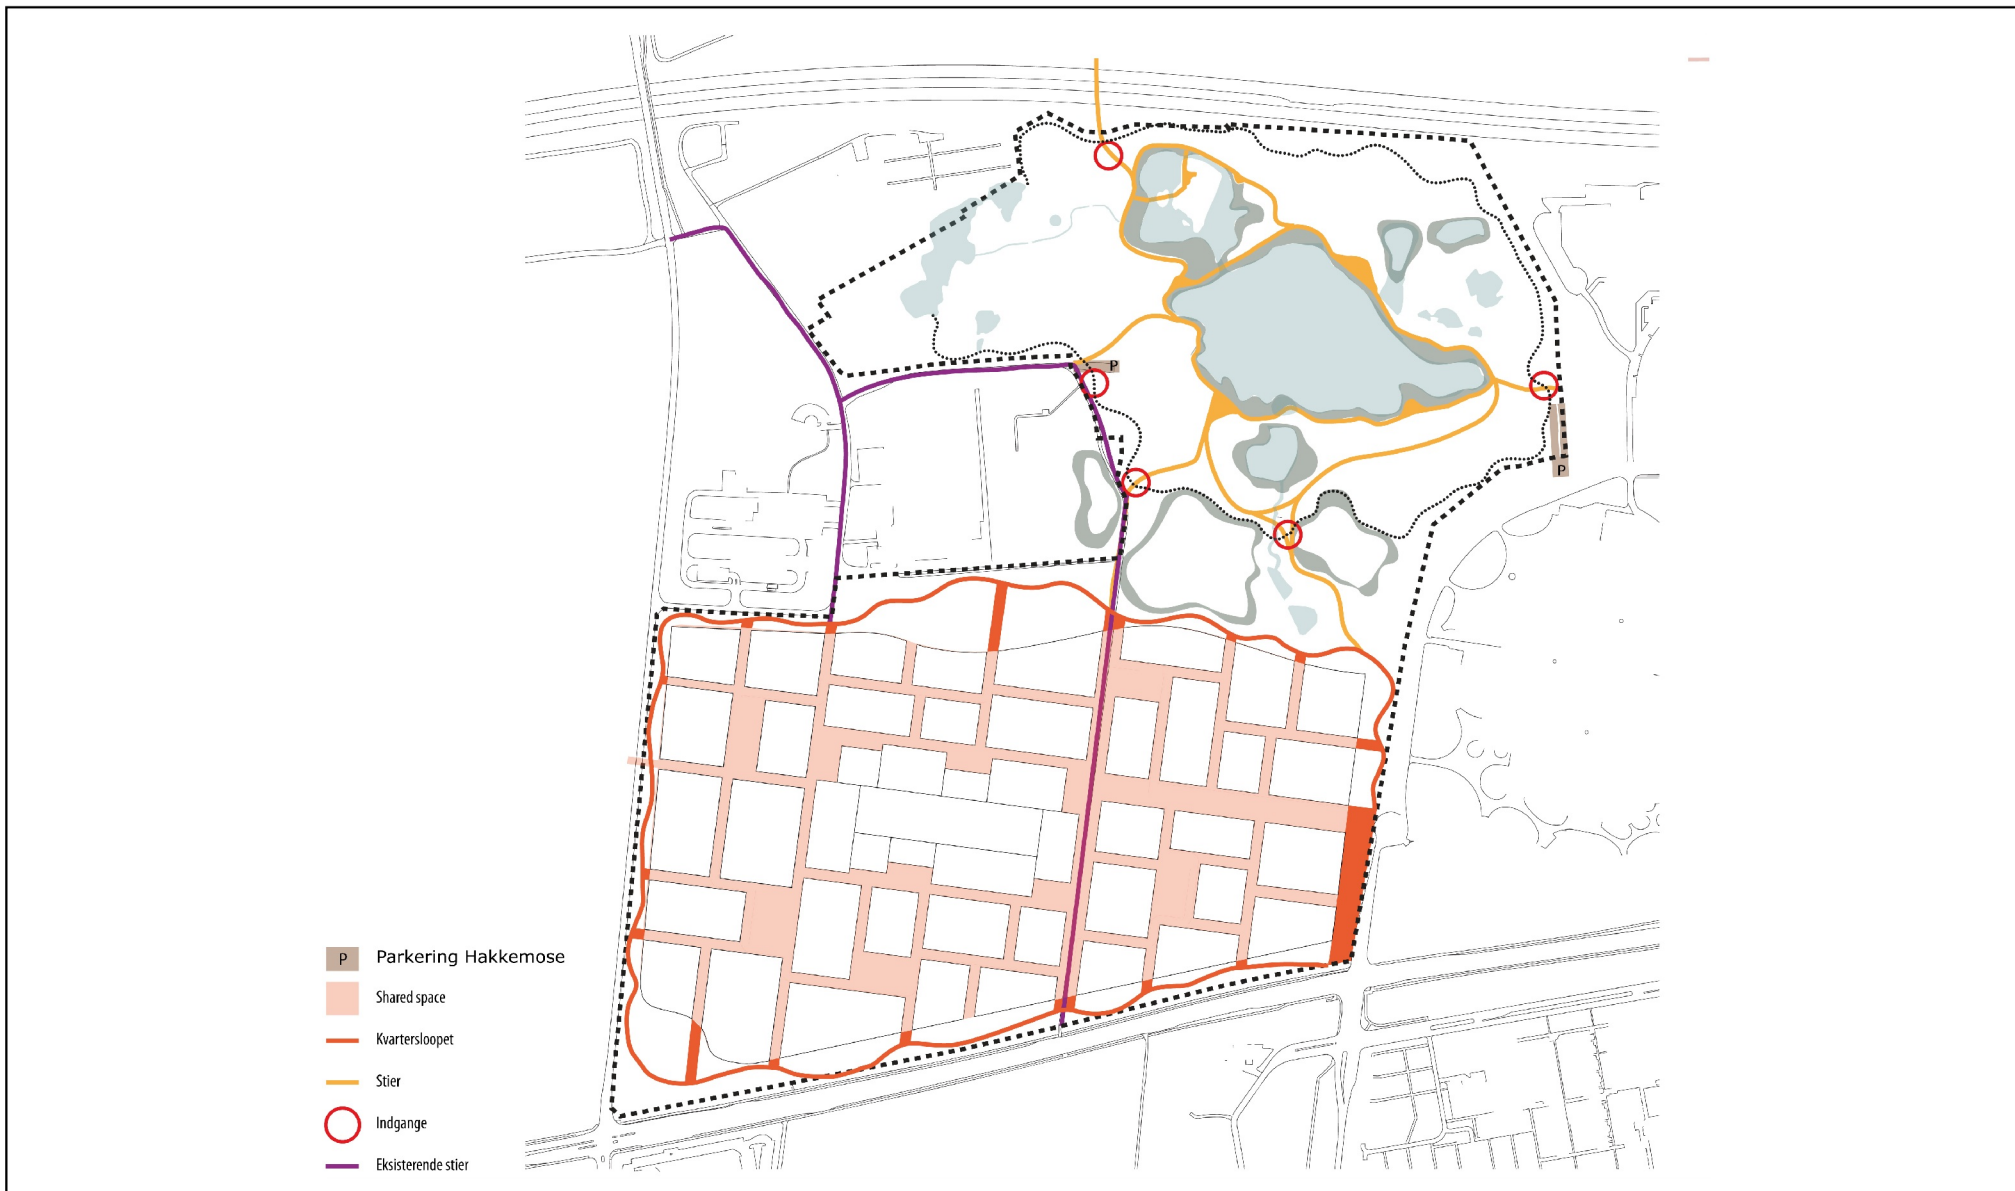 P
P
P Parkering Hakkemose
Shared space
Kvartersloopet
Stier
Indgange
Eksisterende stier